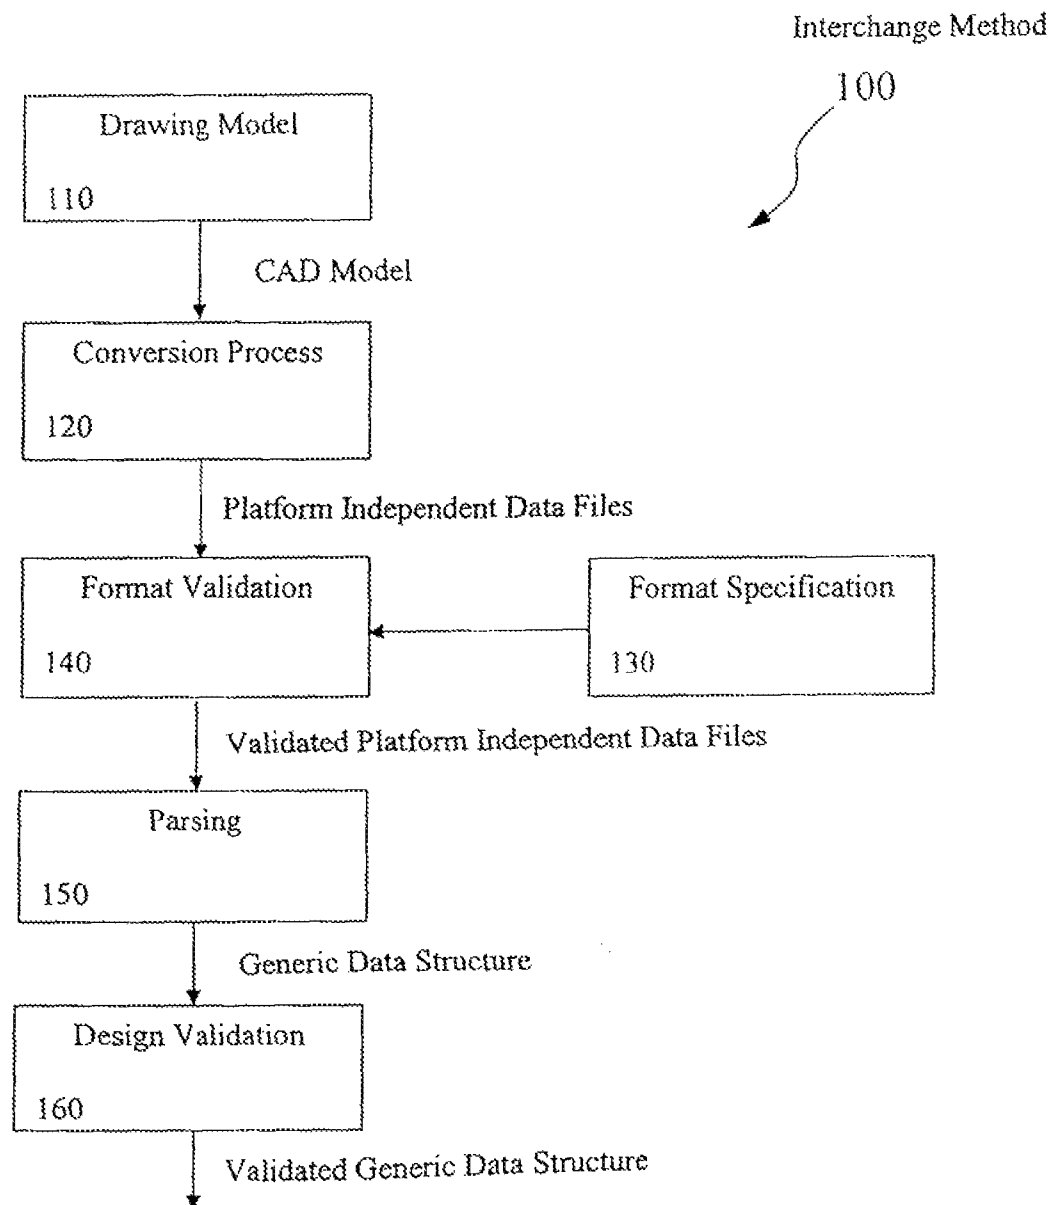 Interchange Method
100
Drawing Model
110
CAD Model
Conversion Process
120
Platform Independent Data Files
Format Validation
140
Format Specification
130
Validated Platform Independent Data Files
Parsing
150
Generic Data Structure
Design Validation
160
Validated Generic Data Structure